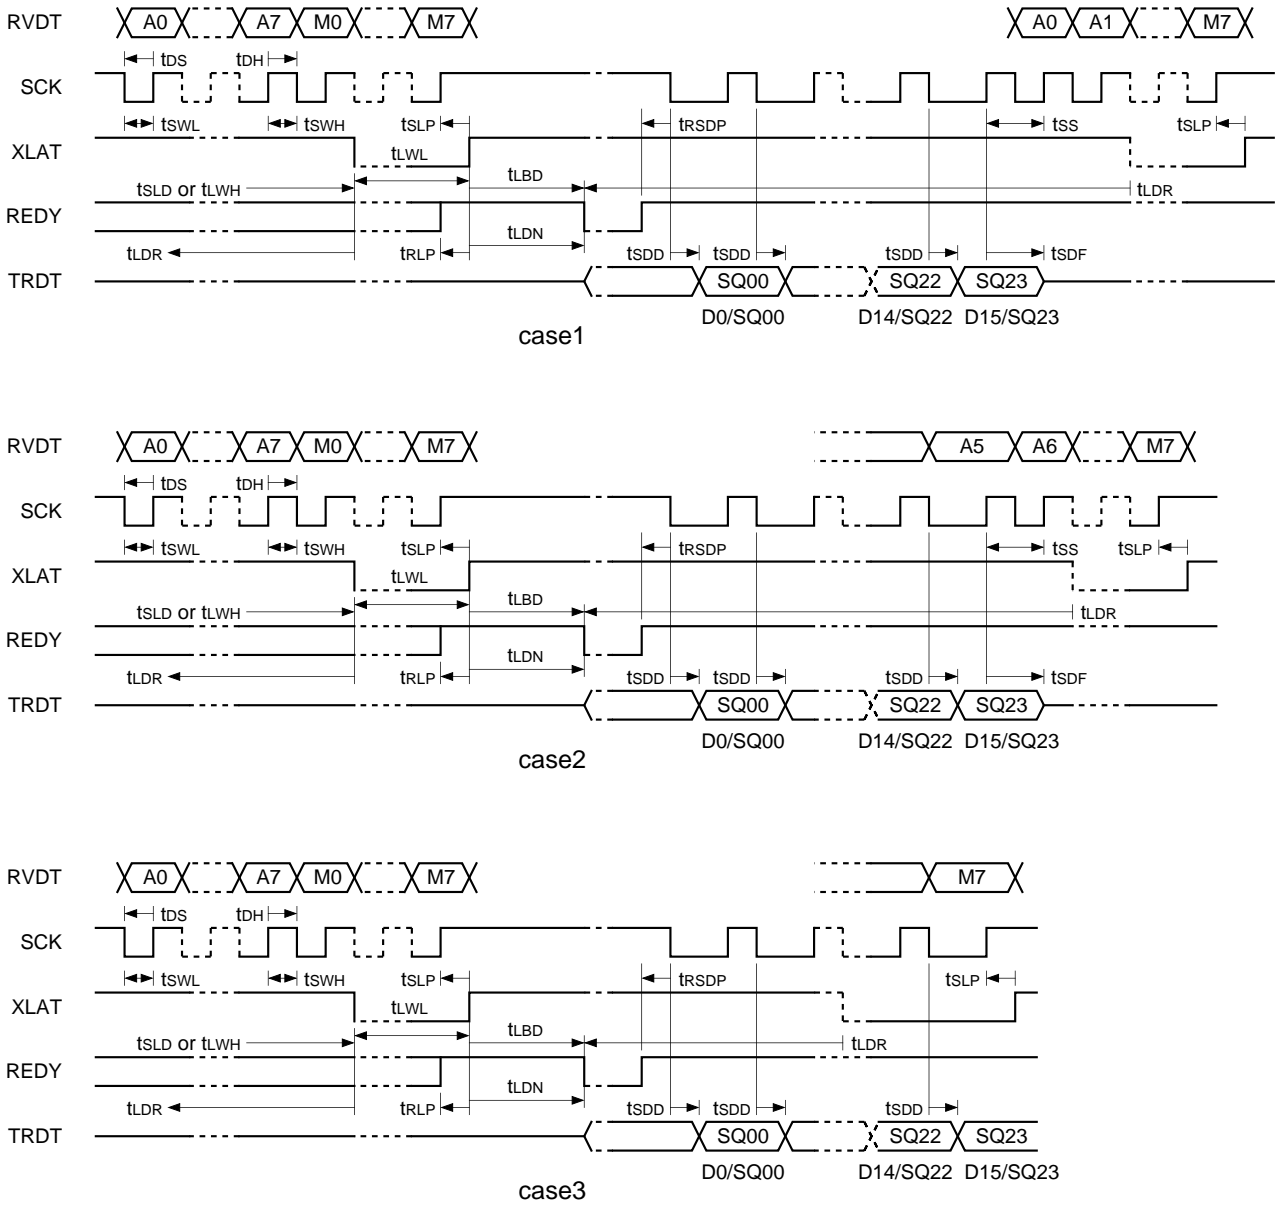 RVDT A0 A7 M0 M7 A0 A1 M7
tDS tDH
SCK
tSWL tSWH tSLP tRSDP tSS tSLP
XLAT
tLWL
tSLD or tLWH tLBD tLDR
REDY
tLDR tRLP tLDN tSDD tSDD tSDD tSDF
TRDT SQ00 SQ22 SQ23
D0/SQ00 D14/SQ22 D15/SQ23
case1
RVDT A0 A7 M0 M7 A5 A6 M7
tDS tDH
SCK
tSWL tSWH tSLP tRSDP tSS tSLP
XLAT
tLWL
tSLD or tLWH tLBD tLDR
REDY
tLDR tRLP tLDN tSDD tSDD tSDD tSDF
TRDT SQ00 SQ22 SQ23
D0/SQ00 D14/SQ22 D15/SQ23
case2
RVDT A0 A7 M0 M7 M7
tDS tDH
SCK
tSWL tSWH tSLP tRSDP tSLP
XLAT
tLWL
tSLD or tLWH tLBD tLDR
REDY
tLDR tRLP tLDN tSDD tSDD tSDD
TRDT SQ00 SQ22 SQ23
D0/SQ00 D14/SQ22 D15/SQ23
case3